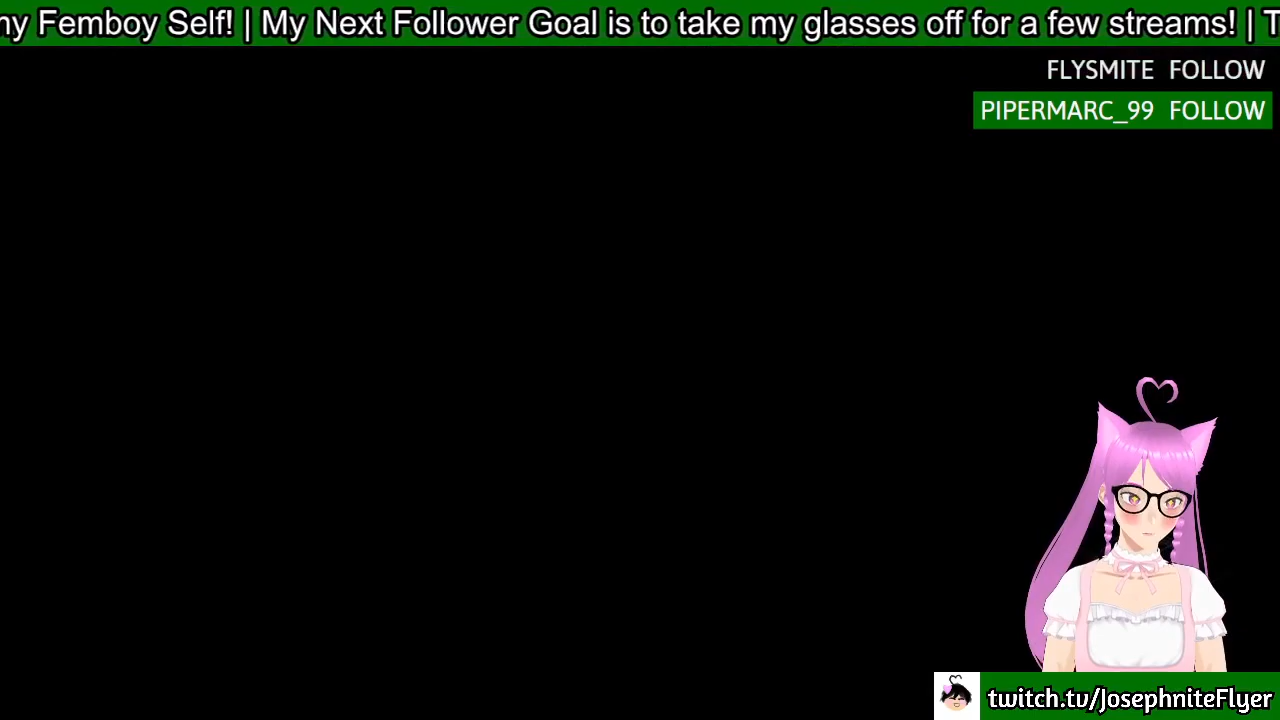 ny Femboy Self! | My Next Follower Goal is to take my glasses off for a few streams! | T
FLYSMITE FOLLOW
PIPERMARC_99 FOLLOW
twitch.tv/JosephniteFlyer